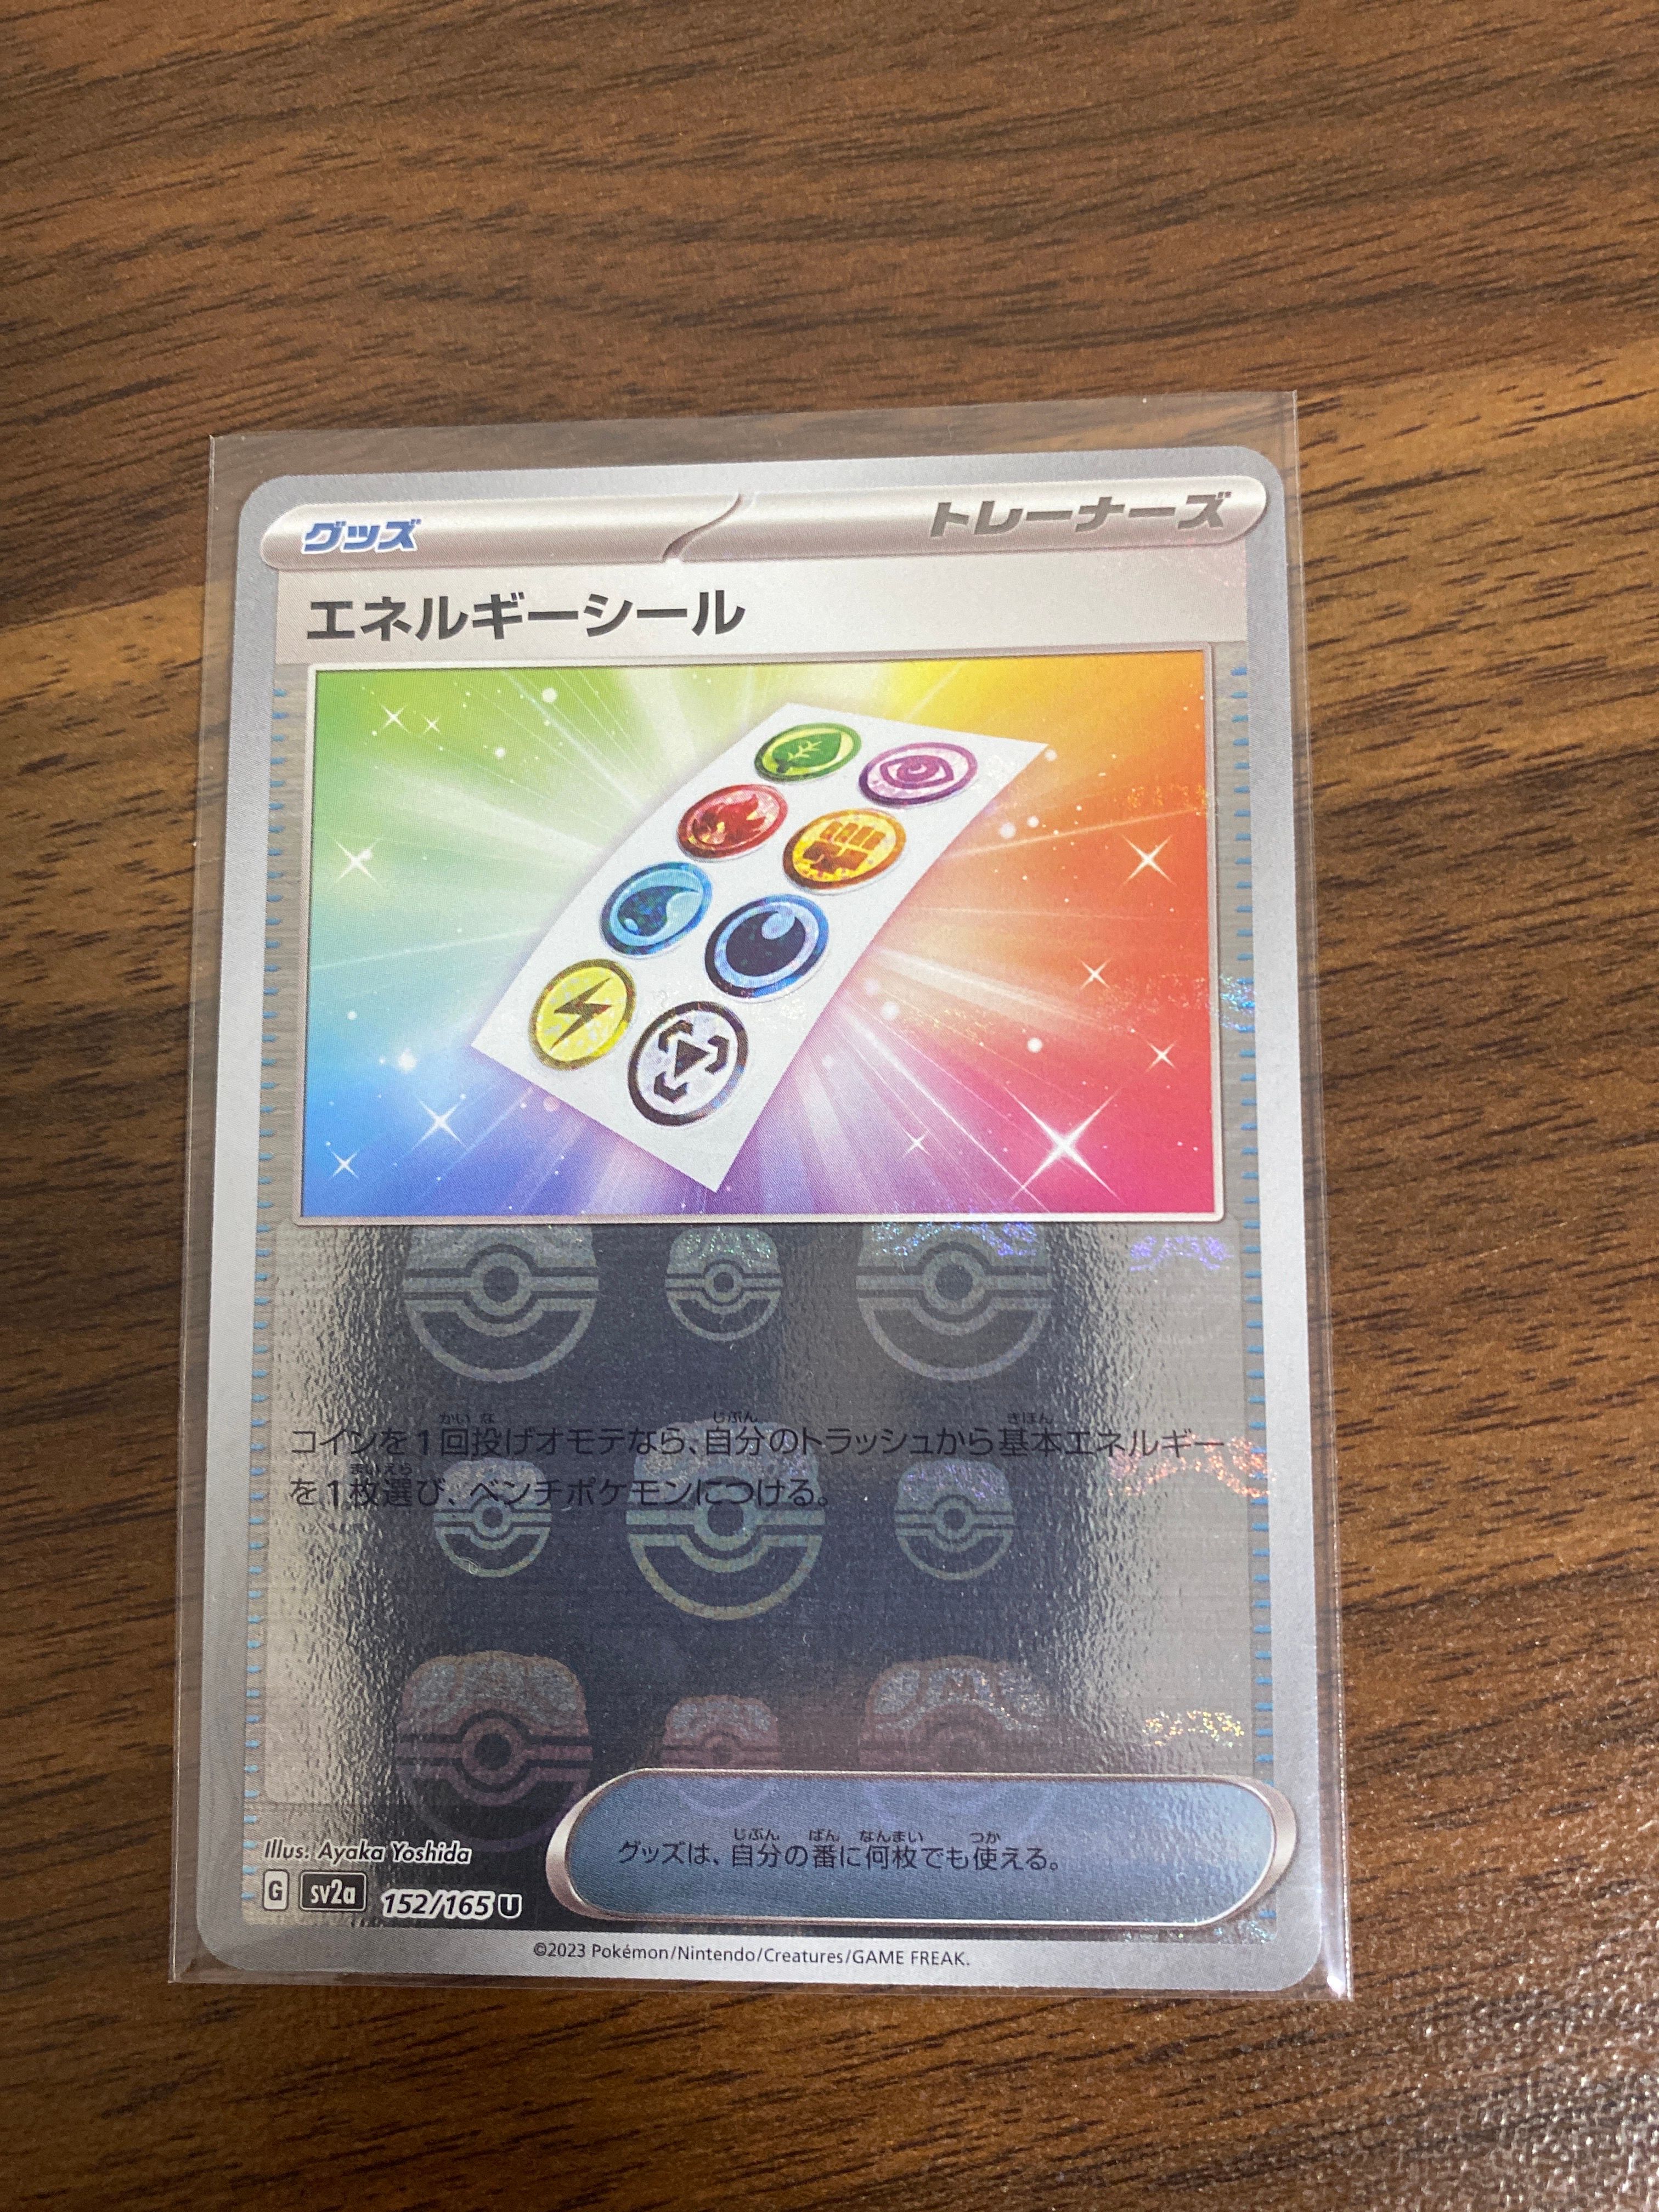 グッズ トレーナーズ
エネルギーシール
コインを1回投げオモテなら、自分のトラッシュから基本エネルギー
を1枚選び、ベンチポケモンにつける。
グッズは、自分の番に何枚でも使える。
Illus. Ayaka Yoshida
G sv2a 152/165 U
©2023 Pokémon/Nintendo/Creatures/GAME FREAK.